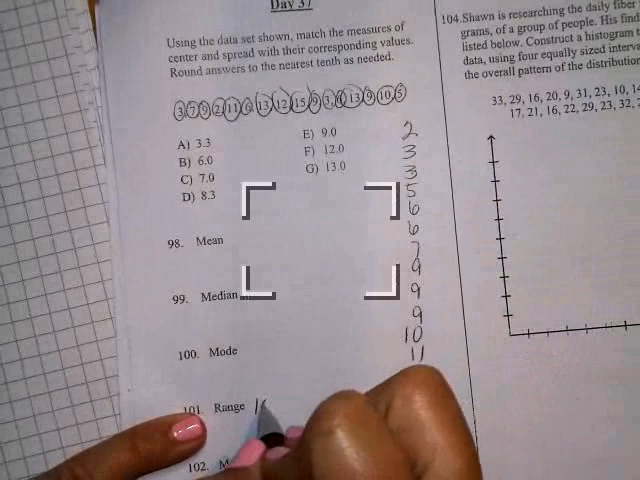 Day 37
Using the data set shown, match the measures of
center and spread with their corresponding values.
Round answers to the nearest tenth as needed.
3, 7, 9, 2, 11, 6, 13, 12, 15, 9, 3, 6, 13, 9, 10, 5
A) 3.3
B) 6.0
C) 7.0
D) 8.3
E) 9.0
F) 12.0
G) 13.0
98. Mean
99. Median
100. Mode
101. Range
102. M
2
3
3
5
6
6
7
9
9
9
10
11
104. Shawn is researching the daily fiber
grams, of a group of people. His
listed below. Construct a histogram
data, using four equally sized
the overall pattern of the
33, 29, 16, 20, 9, 31, 23, 10,
17, 21, 16, 22, 29, 23, 32,